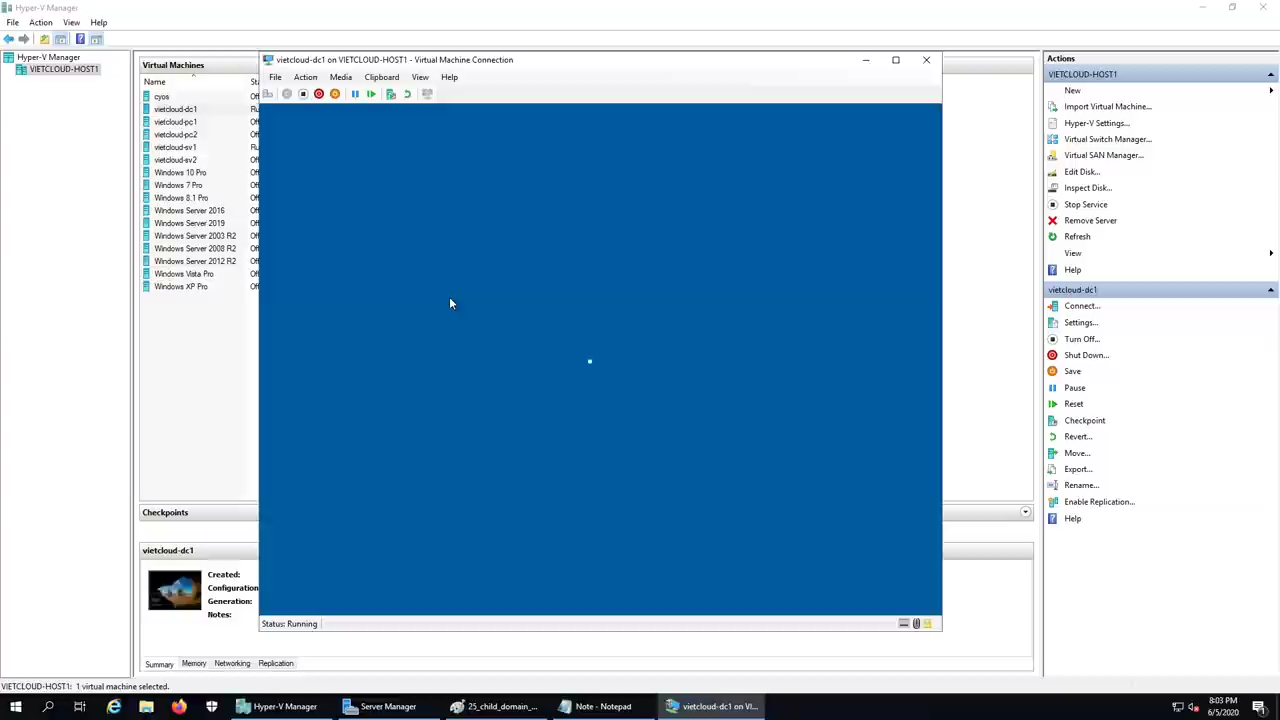 Hyper-V Manager
File Action View Help
Hyper-V Manager
VIETCLOUD-HOST1
Virtual Machines
Name
cyos
vietcloud-dc1
vietcloud-pc1
vietcloud-pc2
vietcloud-sv1
vietcloud-sv2
Windows 10 Pro
Windows 7 Pro
Windows 8.1 Pro
Windows Server 2016
Windows Server 2019
Windows Server 2003 R2
Windows Server 2008 R2
Windows Server 2012 R2
Windows Vista Pro
Windows XP Pro
Checkpoints
vietcloud-dc1
Created:
Configuration
Generation:
Notes:
Summary Memory Networking Replication
vietcloud-dc1 on VIETCLOUD-HOST1 - Virtual Machine Connection
File Action Media Clipboard View Help
Status: Running
Actions
VIETCLOUD-HOST1
New
Import Virtual Machine...
Hyper-V Settings...
Virtual Switch Manager...
Virtual SAN Manager...
Edit Disk...
Inspect Disk...
Stop Service
Remove Server
Refresh
View
Help
vietcloud-dc1
Connect...
Settings...
Turn Off...
Shut Down...
Save
Pause
Reset
Checkpoint
Revert...
Move...
Export...
Rename...
Enable Replication...
Help
VIETCLOUD-HOST1: 1 virtual machine selected.
Hyper-V Manager
Server Manager
25_child_domain_...
Note - Notepad
vietcloud-dc1 on VI...
8:03 PM
6/5/2020